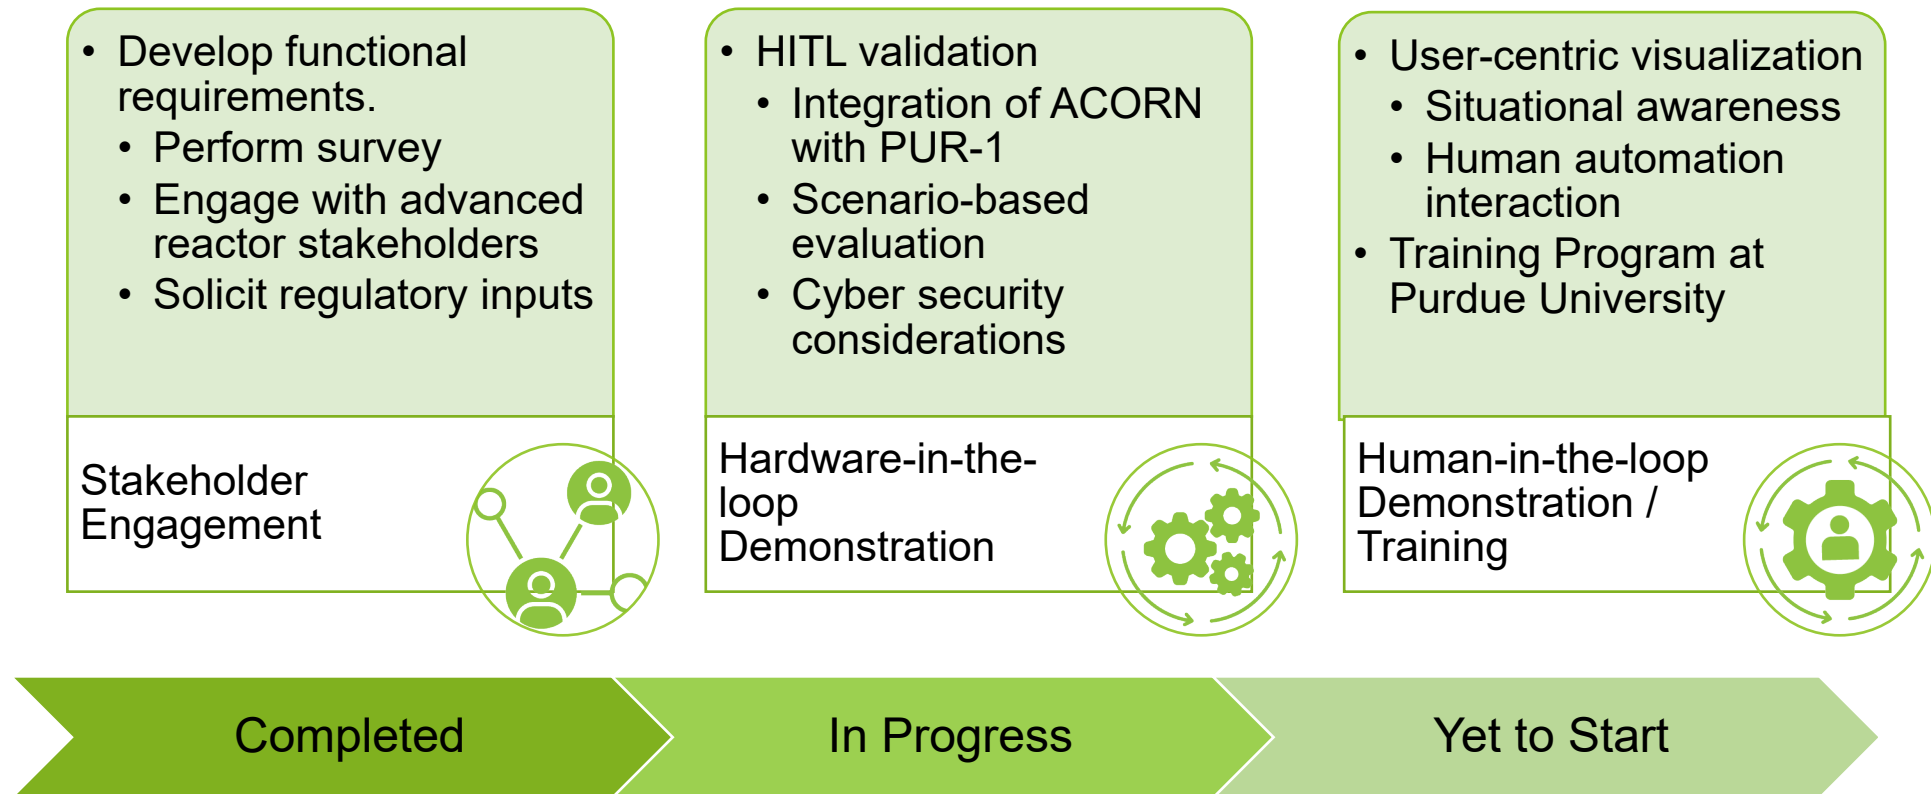 • Develop functional
requirements.
• Perform survey
• Engage with advanced
reactor stakeholders
• Solicit regulatory inputs
Stakeholder
Engagement
• HITL validation
• Integration of ACORN
with PUR-1
• Scenario-based
evaluation
• Cyber security
considerations
Hardware-in-the-
loop
Demonstration
• User-centric visualization
• Situational awareness
• Human automation
interaction
• Training Program at
Purdue University
Human-in-the-loop
Demonstration /
Training
Completed
In Progress
Yet to Start